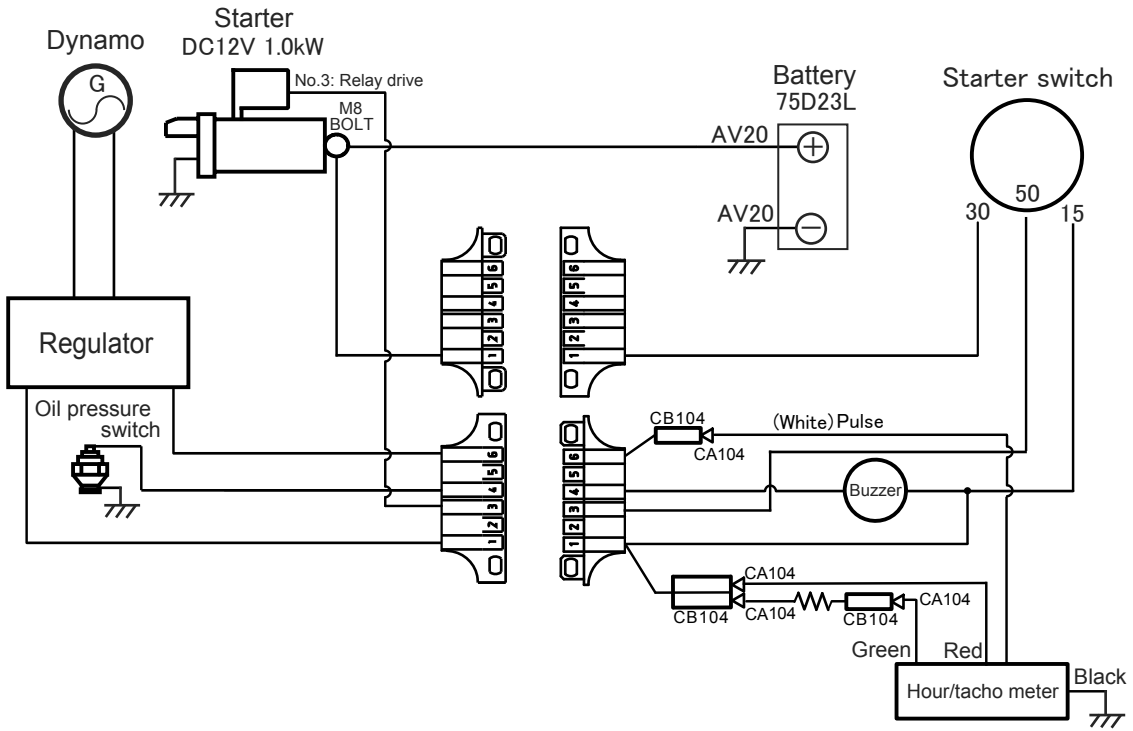 Starter
DC12V 1.0kW
Dynamo
G
No.3: Relay drive
M8
BOLT
Battery
75D23L
AV20
+
AV20
−
Starter switch
30
50
15
6
5
4
3
2
1
6
5
4
3
2
1
Regulator
Oil pressure
switch
6
5
4
3
2
1
6
5
4
3
2
1
CB104
CA104
(White) Pulse
Buzzer
CA104
CB104
CA104
CB104
CA104
Green
Red
Hour/tacho meter
Black